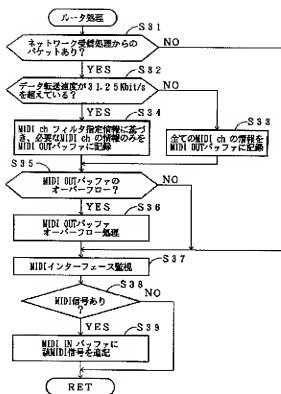 ルータ処理
S31
ネットワーク受信処理からの
パケットあり?
NO
YES
S32
データ転送速度が31.25Kbit/s
を超えている?
NO
YES
S34
S33
MIDI ch フィルタ指定情報に基づ
き、必要なMIDI ch の情報のみを
MIDI OUTバッファに記録
全てのMIDI ch の情報を
MIDI OUTバッファに記録
S35
MIDI OUTバッファの
オーバーフロー?
NO
YES
S36
MIDI OUTバッファ
オーバーフロー処理
S37
MIDIインターフェース監視
S38
MIDI信号あり
?
NO
YES
S39
MIDI IN バッファに
該MIDI信号を追記
RET